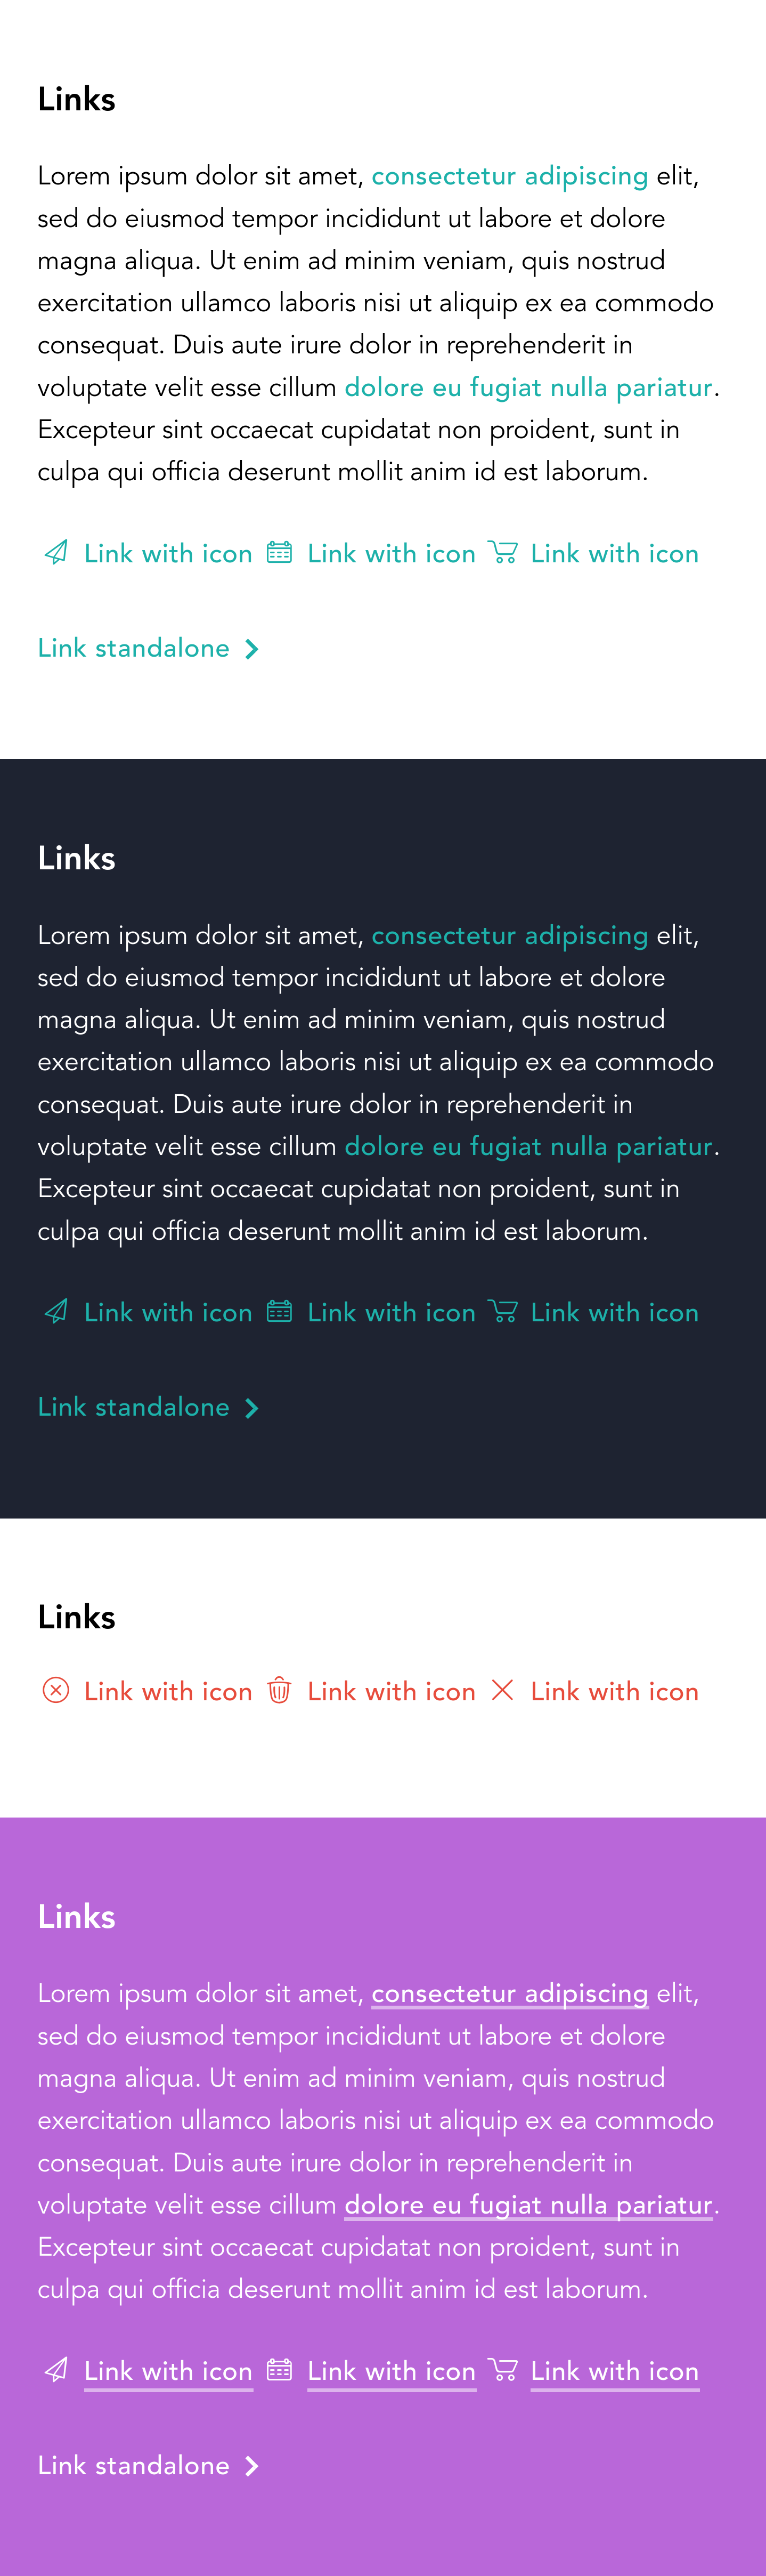 Links
Lorem ipsum dolor sit amet, consectetur adipiscing elit,
sed do eiusmod tempor incididunt ut labore et dolore
magna aliqua. Ut enim ad minim veniam, quis nostrud
exercitation ullamco laboris nisi ut aliquip ex ea commodo
consequat. Duis aute irure dolor in reprehenderit in
voluptate velit esse cillum dolore eu fugiat nulla pariatur.
Excepteur sint occaecat cupidatat non proident, sunt in
culpa qui officia deserunt mollit anim id est laborum.
Link with icon Link with icon Link with icon
Link standalone
Links
Lorem ipsum dolor sit amet, consectetur adipiscing elit,
sed do eiusmod tempor incididunt ut labore et dolore
magna aliqua. Ut enim ad minim veniam, quis nostrud
exercitation ullamco laboris nisi ut aliquip ex ea commodo
consequat. Duis aute irure dolor in reprehenderit in
voluptate velit esse cillum dolore eu fugiat nulla pariatur.
Excepteur sint occaecat cupidatat non proident, sunt in
culpa qui officia deserunt mollit anim id est laborum.
Link with icon Link with icon Link with icon
Link standalone
Links
Link with icon Link with icon Link with icon
Links
Lorem ipsum dolor sit amet, consectetur adipiscing elit,
sed do eiusmod tempor incididunt ut labore et dolore
magna aliqua. Ut enim ad minim veniam, quis nostrud
exercitation ullamco laboris nisi ut aliquip ex ea commodo
consequat. Duis aute irure dolor in reprehenderit in
voluptate velit esse cillum dolore eu fugiat nulla pariatur.
Excepteur sint occaecat cupidatat non proident, sunt in
culpa qui officia deserunt mollit anim id est laborum.
Link with icon Link with icon Link with icon
Link standalone